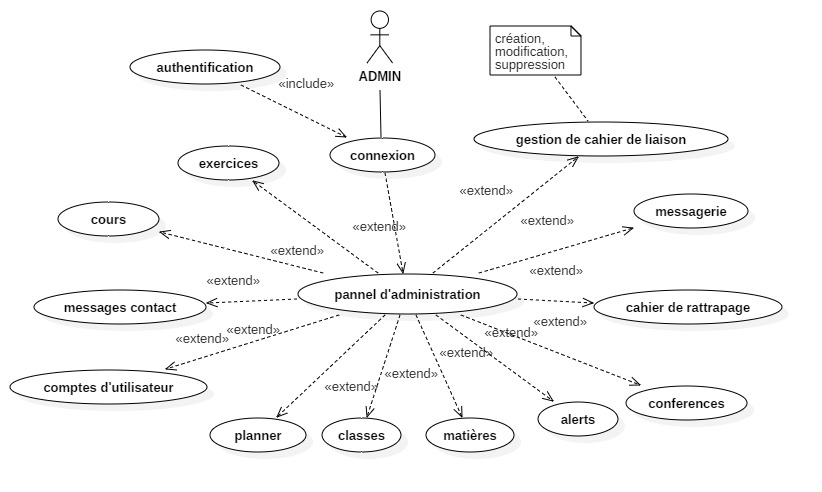 création,
modification,
suppression
authentification
ADMIN
«include»
gestion de cahier de liaison
exercices
connexion
«extend»
cours
«extend»
«extend»
messagerie
«extend»
«extend»
«extend»
pannel d'administration
messages contact
cahier de rattrapage
«extend»
«extend»
«extend»
«extend»
«extend»
«extend»
«extend»
comptes d'utilisateur
conferences
alerts
planner
classes
matières